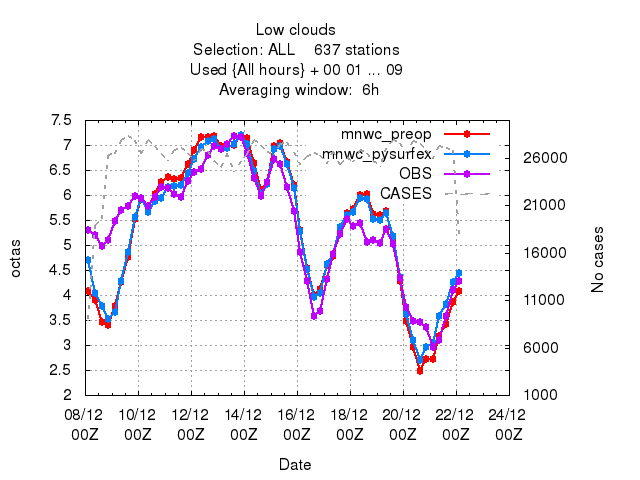 Low clouds
Selection: ALL    637 stations
Used {All hours} + 00 01 ... 09
Averaging window:  6h
7.5
7
6.5
6
5.5
5
4.5
4
3.5
3
2.5
2
octas
mnwc_preop
mnwc_pysurfex
OBS
CASES
26000
21000
16000
11000
6000
1000
No cases
08/12 10/12 12/12 14/12 16/12 18/12 20/12 22/12 24/12
00Z 00Z 00Z 00Z 00Z 00Z 00Z 00Z 00Z
Date